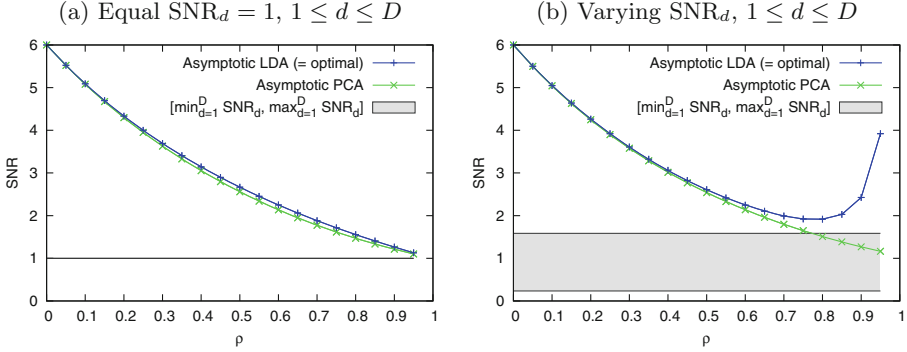 (a) Equal SNR_d = 1, 1 ≤ d ≤ D
6
5
4
3
2
1
0
SNR
Asymptotic LDA (= optimal)
Asymptotic PCA
[min_{d=1}^{D} SNR_d, max_{d=1}^{D} SNR_d]
0 0.1 0.2 0.3 0.4 0.5 0.6 0.7 0.8 0.9 1
ρ
(b) Varying SNR_d, 1 ≤ d ≤ D
6
5
4
3
2
1
0
SNR
Asymptotic LDA (= optimal)
Asymptotic PCA
[min_{d=1}^{D} SNR_d, max_{d=1}^{D} SNR_d]
0 0.1 0.2 0.3 0.4 0.5 0.6 0.7 0.8 0.9 1
ρ